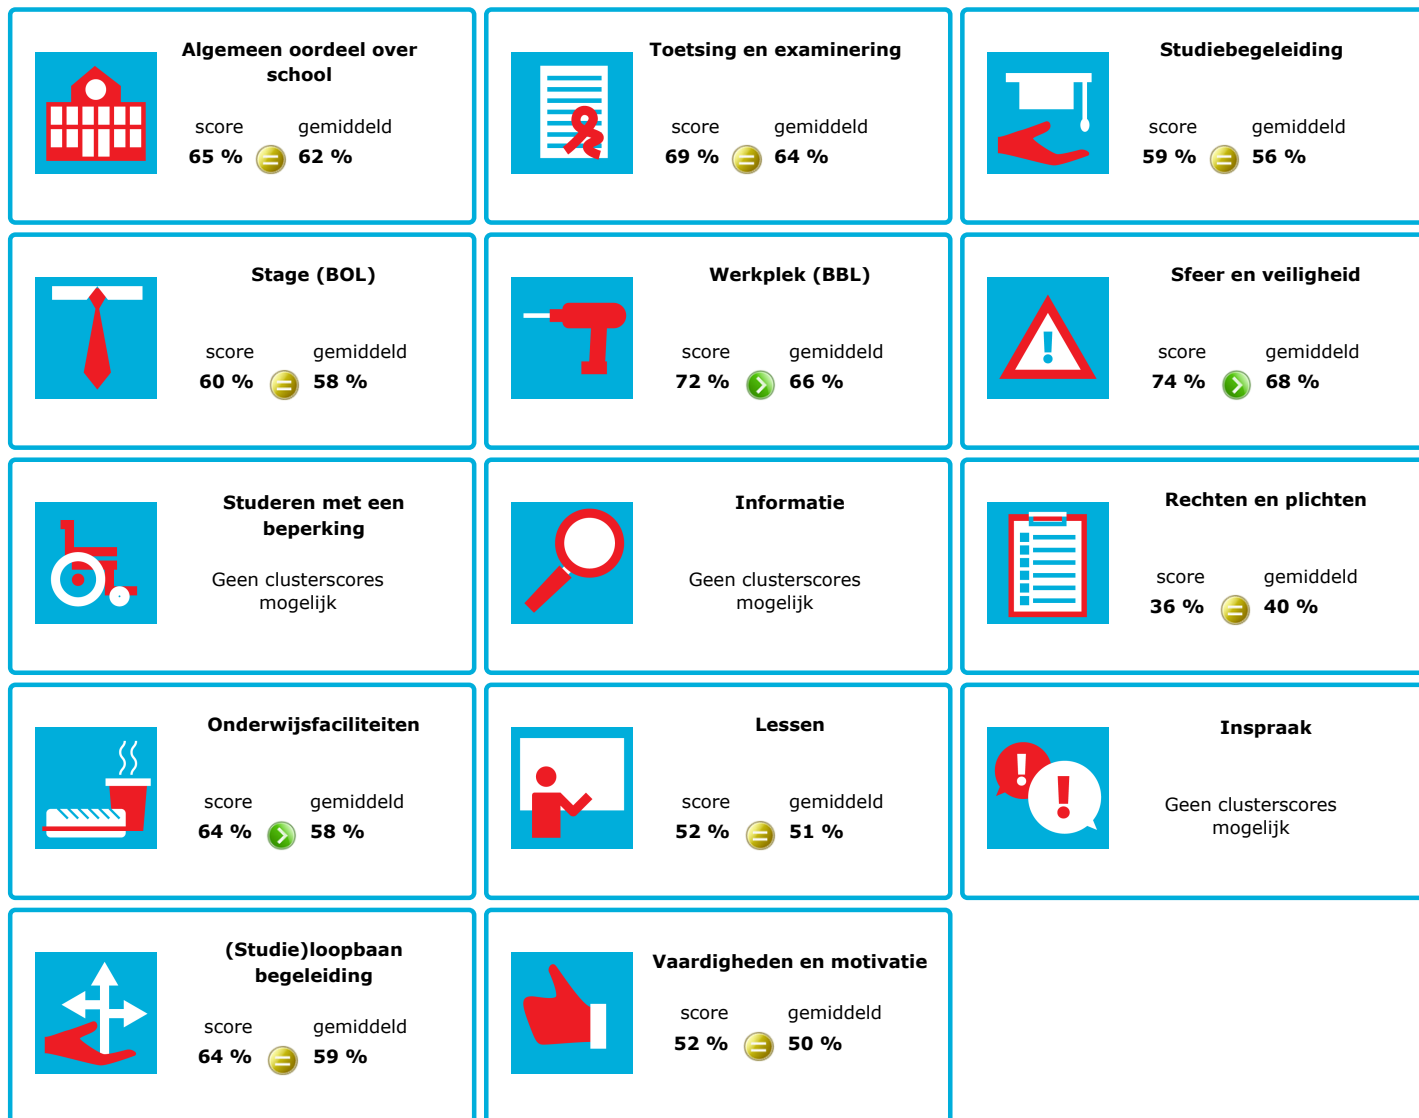 Algemeen oordeel over
school
score gemiddeld
65 % = 62 %
Toetsing en examinering
score gemiddeld
69 % = 64 %
Studiebegeleiding
score gemiddeld
59 % = 56 %
Stage (BOL)
score gemiddeld
60 % = 58 %
Werkplek (BBL)
score gemiddeld
72 % > 66 %
Sfeer en veiligheid
score gemiddeld
74 % > 68 %
Studeren met een
beperking
Geen clusterscores
mogelijk
Informatie
Geen clusterscores
mogelijk
Rechten en plichten
score gemiddeld
36 % = 40 %
Onderwijsfaciliteiten
score gemiddeld
64 % > 58 %
Lessen
score gemiddeld
52 % = 51 %
Inspraak
Geen clusterscores
mogelijk
(Studie)loopbaan
begeleiding
score gemiddeld
64 % = 59 %
Vaardigheden en motivatie
score gemiddeld
52 % = 50 %